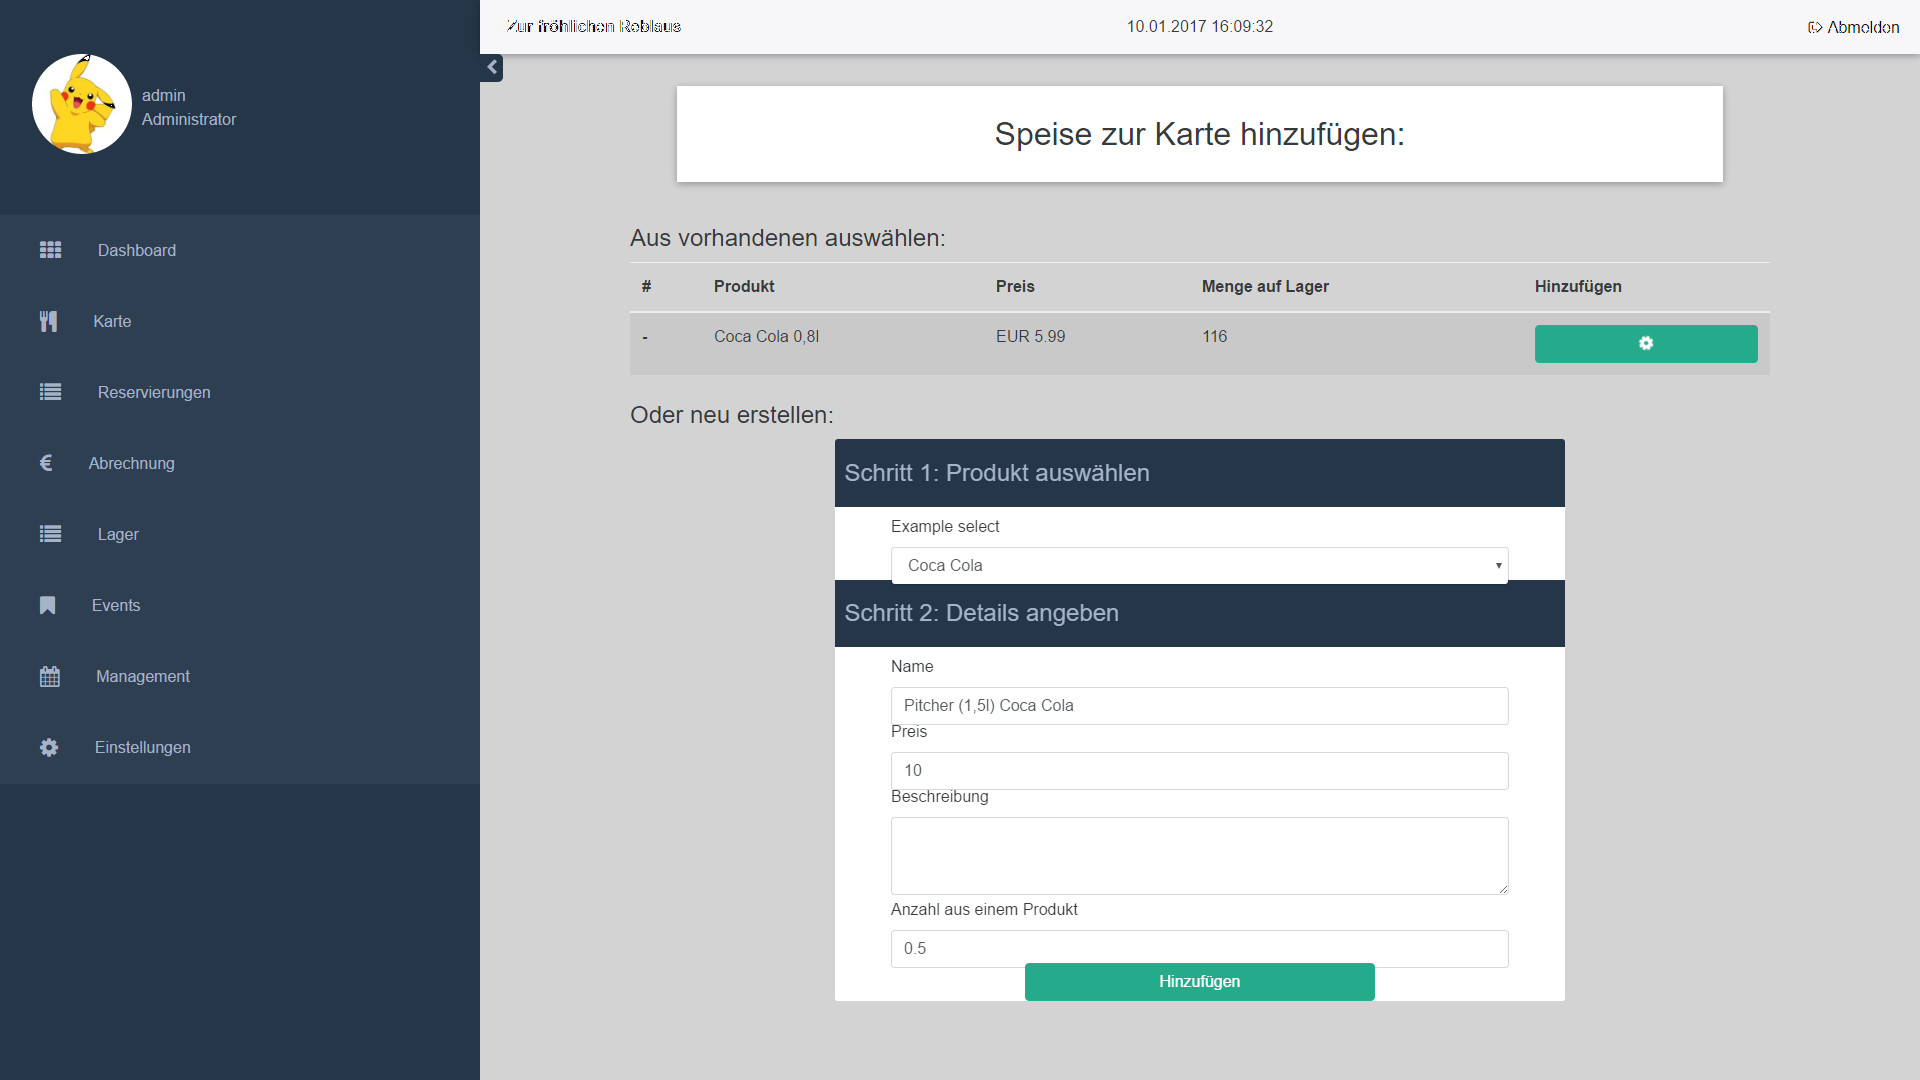 Zur fröhlichen Reblaus
10.01.2017 16:09:32
Abmelden
admin
Administrator
Dashboard
Karte
Reservierungen
Abrechnung
Lager
Events
Management
Einstellungen
Speise zur Karte hinzufügen:
Aus vorhandenen auswählen:
# Produkt Preis Menge auf Lager Hinzufügen
- Coca Cola 0,8l EUR 5.99 116
Oder neu erstellen:
Schritt 1: Produkt auswählen
Example select
Coca Cola
Schritt 2: Details angeben
Name
Pitcher (1,5l) Coca Cola
Preis
10
Beschreibung
Anzahl aus einem Produkt
0.5
Hinzufügen